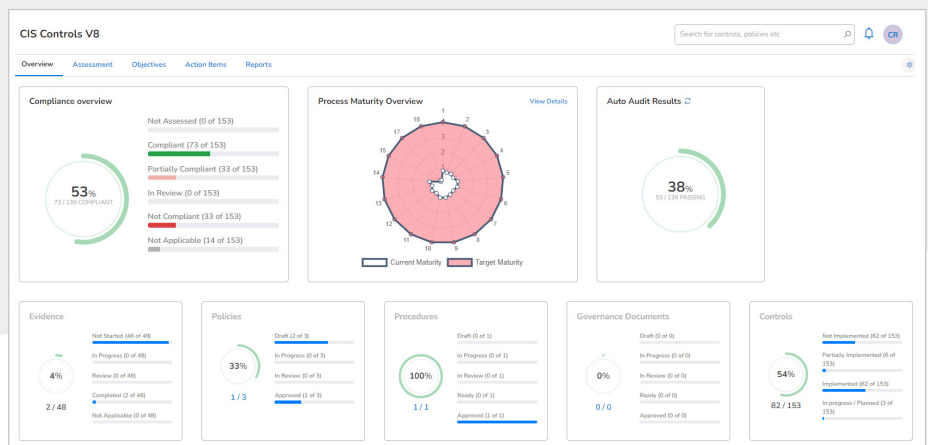 CIS Controls V8
Search for controls, policies etc
CR
Overview Assessment Objectives Action Items Reports
Compliance overview
53%
73 / 139 COMPLIANT
Not Assessed (0 of 153)
Compliant (73 of 153)
Partially Compliant (33 of 153)
In Review (0 of 153)
Not Compliant (33 of 153)
Not Applicable (14 of 153)
Process Maturity Overview View Details
1
2
3
4
5
6
7
8
9
10
11
12
13
14
15
17
18
3
2
1
Current Maturity Target Maturity
Auto Audit Results
38%
53 / 139 PASSING
Evidence
4%
2 / 48
Not Started (46 of 48)
In Progress (0 of 48)
Review (0 of 48)
Completed (2 of 48)
Not Applicable (0 of 48)
Policies
33%
1 / 3
Draft (2 of 3)
In Progress (0 of 3)
In Review (0 of 3)
Approved (1 of 3)
Procedures
100%
1 / 1
Draft (0 of 1)
In Progress (0 of 1)
In Review (0 of 1)
Ready (0 of 1)
Approved (1 of 1)
Governance Documents
0%
0 / 0
Draft (0 of 0)
In Progress (0 of 0)
In Review (0 of 0)
Ready (0 of 0)
Approved (0 of 0)
Controls
54%
82 / 153
Not Implemented (62 of 153)
Partially Implemented (6 of
153)
Implemented (82 of 153)
In progress / Planned (3 of
153)